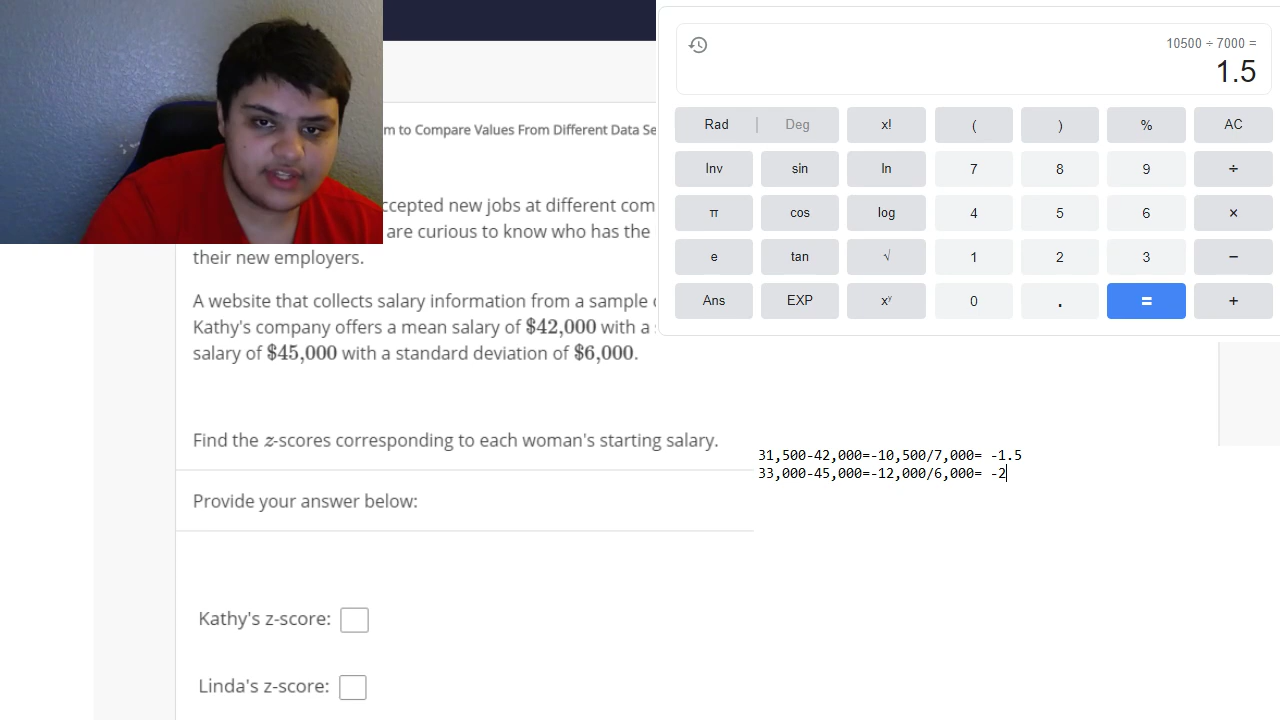 m to Compare Values From Different Data Se
ccepted new jobs at different com
are curious to know who has the
their new employers.
A website that collects salary information from a sample
Kathy's company offers a mean salary of $42,000 with a
salary of $45,000 with a standard deviation of $6,000.
Find the z-scores corresponding to each woman's starting salary.
Provide your answer below:
Kathy's z-score:
Linda's z-score:
10500 ÷ 7000 =
1.5
Rad | Deg x! ( ) % AC
Inv sin ln 7 8 9 ÷
π cos log 4 5 6 ×
e tan √ 1 2 3 −
Ans EXP xʸ 0 . = +
31,500-42,000=-10,500/7,000= -1.5
33,000-45,000=-12,000/6,000= -2